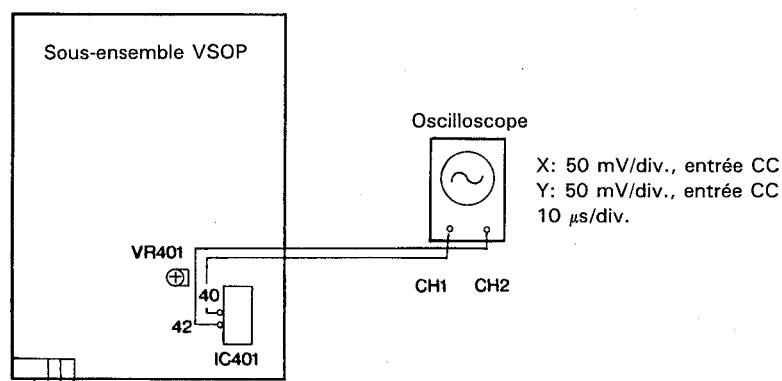 Sous-ensemble VSOP
Oscilloscope
X: 50 mV/div., entrée CC
Y: 50 mV/div., entrée CC
10 μs/div.
VR401
CH1 CH2
40
42
IC401